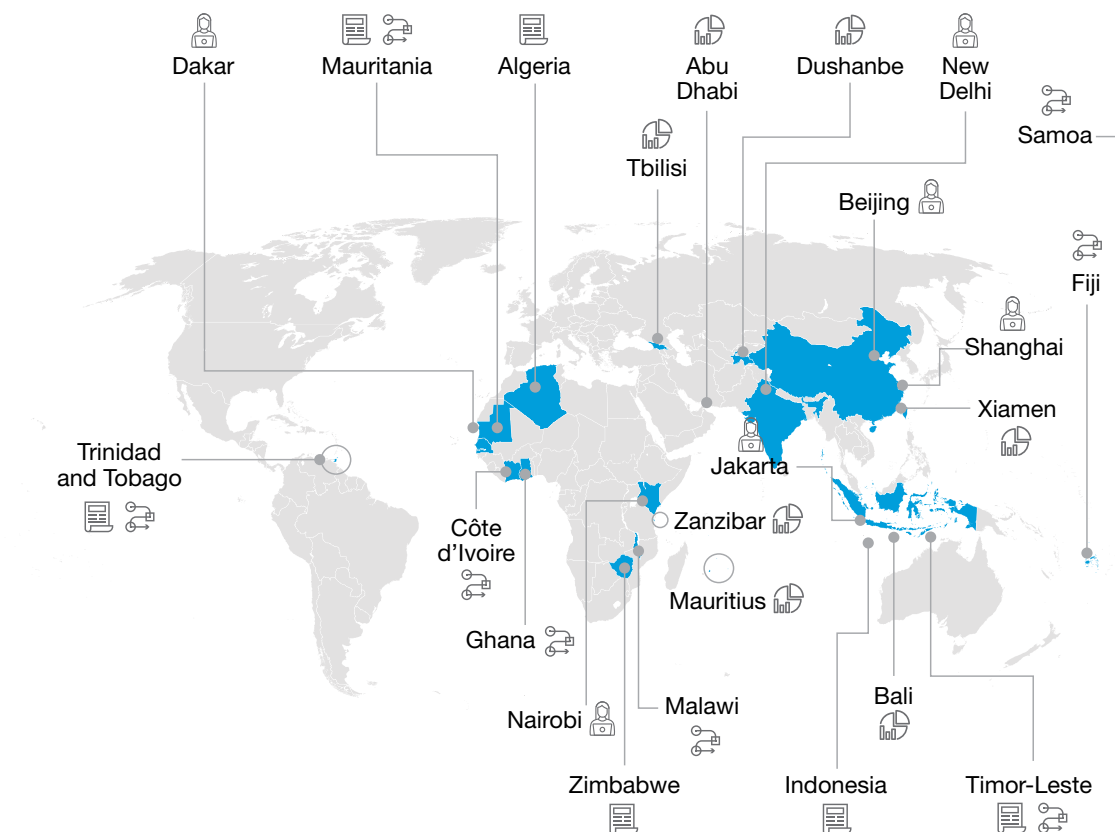 Dakar
Mauritania
Algeria
Abu
Dhabi
Dushanbe
New
Delhi
Samoa
Tbilisi
Beijing
Fiji
Shanghai
Xiamen
Trinidad
and Tobago
Jakarta
Côte
d'Ivoire
Zanzibar
Mauritius
Ghana
Bali
Nairobi
Malawi
Zimbabwe
Indonesia
Timor-Leste